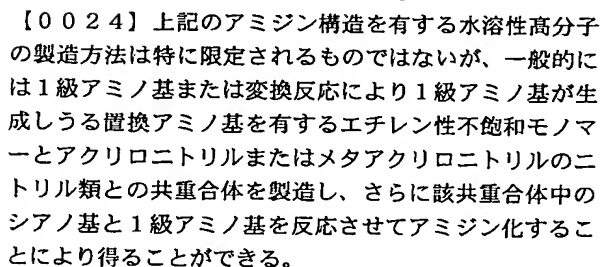 【００２４】上記のアミジン構造を有する水溶性高分子
の製造方法は特に限定されるものではないが、一般的に
は１級アミノ基または変換反応により１級アミノ基が生
成しうる置換アミノ基を有するエチレン性不飽和モノマ
ーとアクリロニトリルまたはメタアクリロニトリルのニ
トリル類との共重合体を製造し、さらに該共重合体中の
シアノ基と１級アミノ基を反応させてアミジン化するこ
とにより得ることができる。